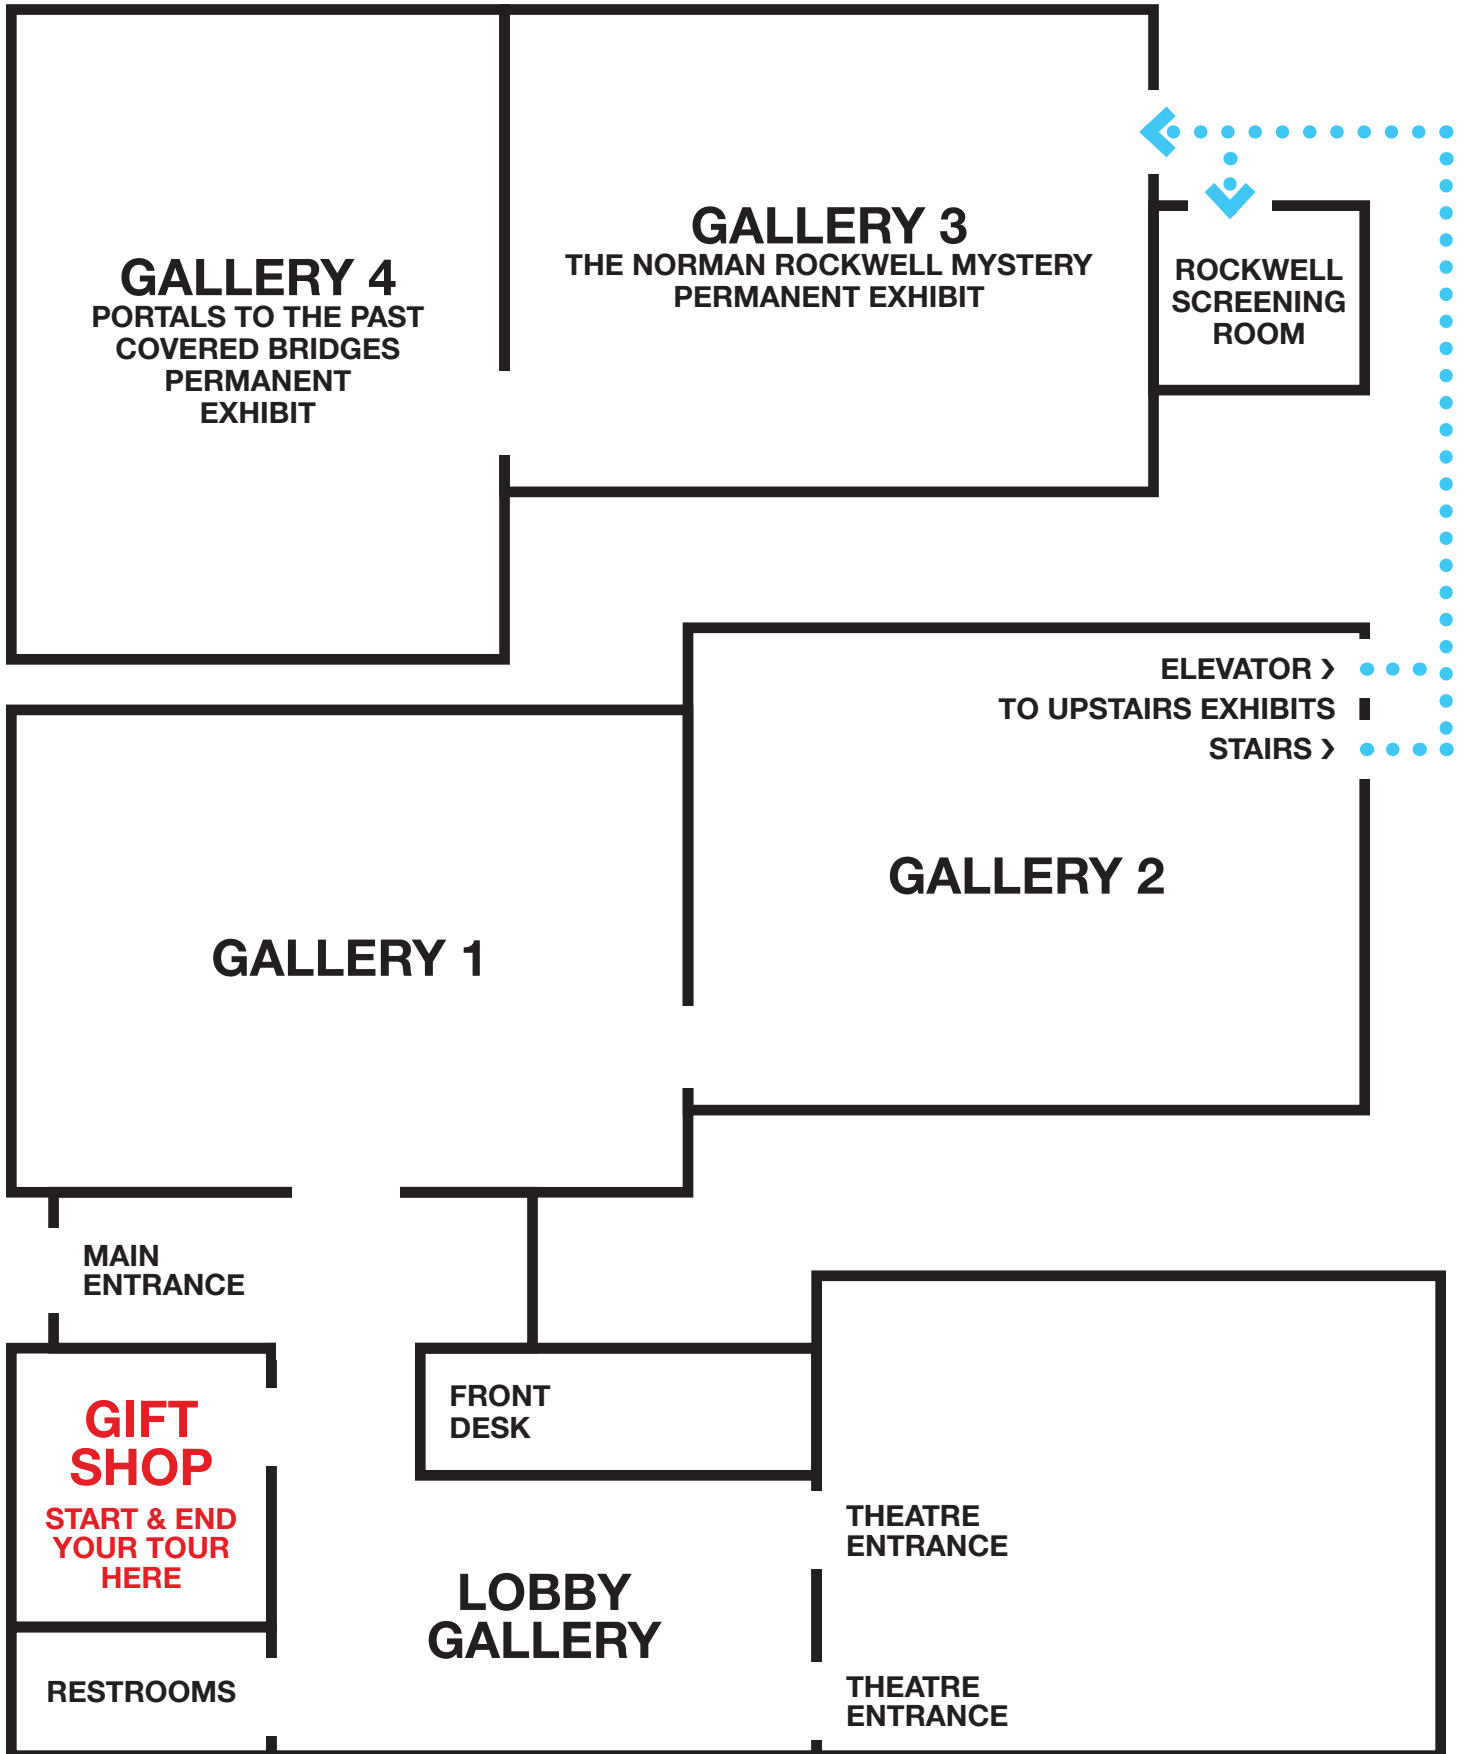 GALLERY 4
PORTALS TO THE PAST
COVERED BRIDGES
PERMANENT
EXHIBIT
GALLERY 3
THE NORMAN ROCKWELL MYSTERY
PERMANENT EXHIBIT
ROCKWELL
SCREENING
ROOM
ELEVATOR ›
TO UPSTAIRS EXHIBITS
STAIRS ›
GALLERY 2
GALLERY 1
MAIN
ENTRANCE
GIFT
SHOP
START & END
YOUR TOUR
HERE
FRONT
DESK
LOBBY
GALLERY
THEATRE
ENTRANCE
RESTROOMS
THEATRE
ENTRANCE